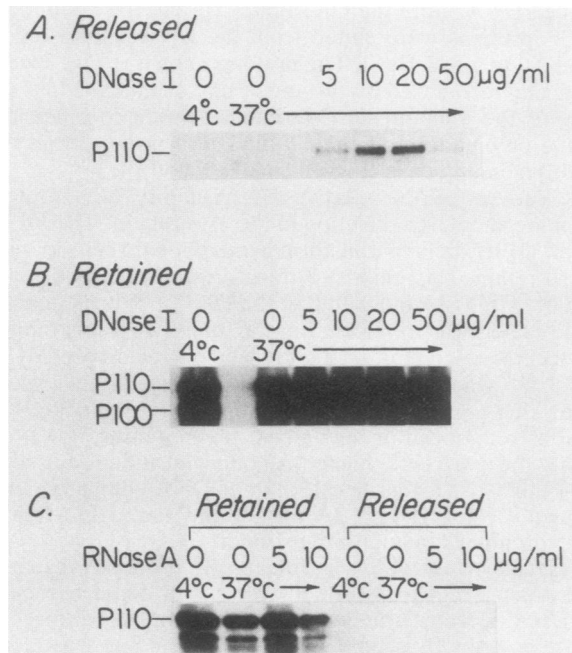 A. Released
DNase I 0 0 5 10 20 50 µg/ml
4°c 37°c
P110
B. Retained
DNase I 0 0 5 10 20 50 µg/ml
4°c 37°c
P110
P100
C. Retained Released
RNase A 0 0 5 10 0 0 5 10 µg/ml
4°c 37°c 4°c 37°c
P110